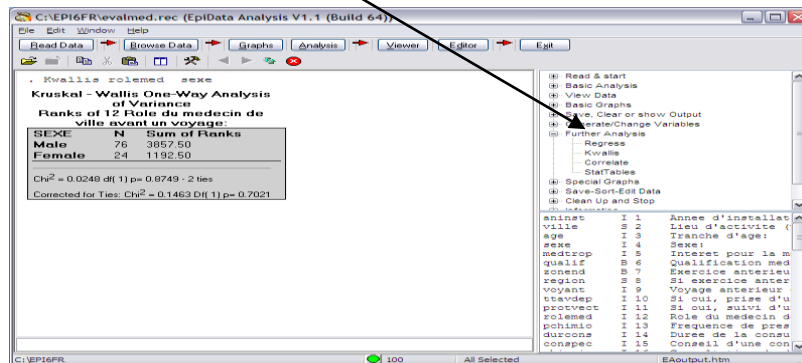 C:\EPI6FR\evalmed.rec (EpiData Analysis V1.1 (Build 64))
File Edit Window Help
Read Data Browse Data Graphs Analysis Viewer Editor Exit
. Kwallis rolemed sexe
Kruskal - Wallis One-Way Analysis
of Variance
Ranks of 12 Role du medecin de
ville avant un voyage:
SEXE N Sum of Ranks
Male 76 3857.50
Female 24 1192.50
Chi2 = 0.0248 df( 1) p= 0.8749 - 2 ties
Corrected for Ties: Chi2 = 0.1463 Df( 1) p= 0.7021
Read & start
Basic Analysis
View Data
Basic Graphs
Save, Clear or show Output
Generate/Change Variables
Further Analysis
Regress
Kwallis
Correlate
StatTables
Special Graphs
Save-Sort-Edit Data
Clean Up and Stop
aninst I 1 Annee d'installat
ville S 2 Lieu d'activite (
age I 3 Tranche d'age:
sexe I 4 Sexe:
medtrop I 5 Interet pour la m
qualif B 6 Qualification med
zonend B 7 Exercice anterieu
region S 8 Si exercice anter
voyant I 9 Voyage anterieur
ttavdep I 10 Si oui, prise d'u
protvect I 11 Si oui, suivi d'u
rolemed I 12 Role du medecin d
pchimio I 13 Frequence de pres
durcons I 14 Duree de la consu
conspec I 15 Conseil d'une con
C:\EPI6FR 100 All Selected EAoutput.htm